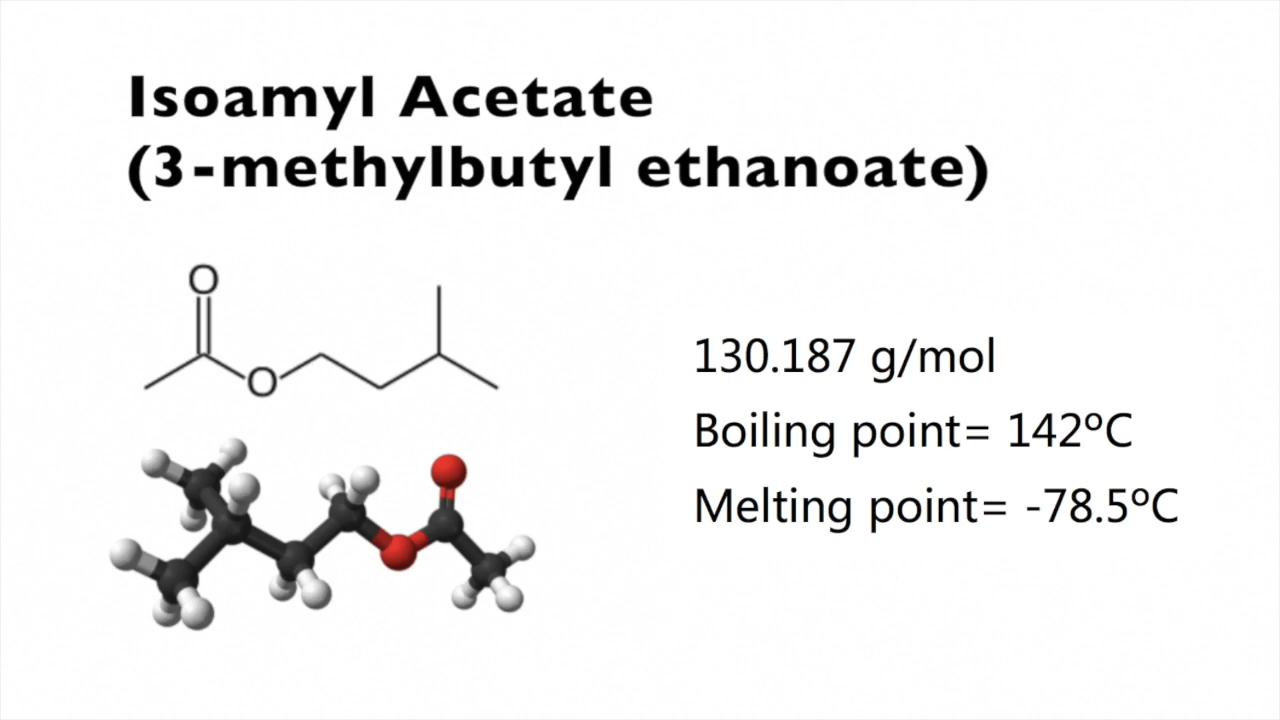 Isoamyl Acetate
(3-methylbutyl ethanoate)
O
O
130.187 g/mol
Boiling point= 142ºC
Melting point= -78.5ºC